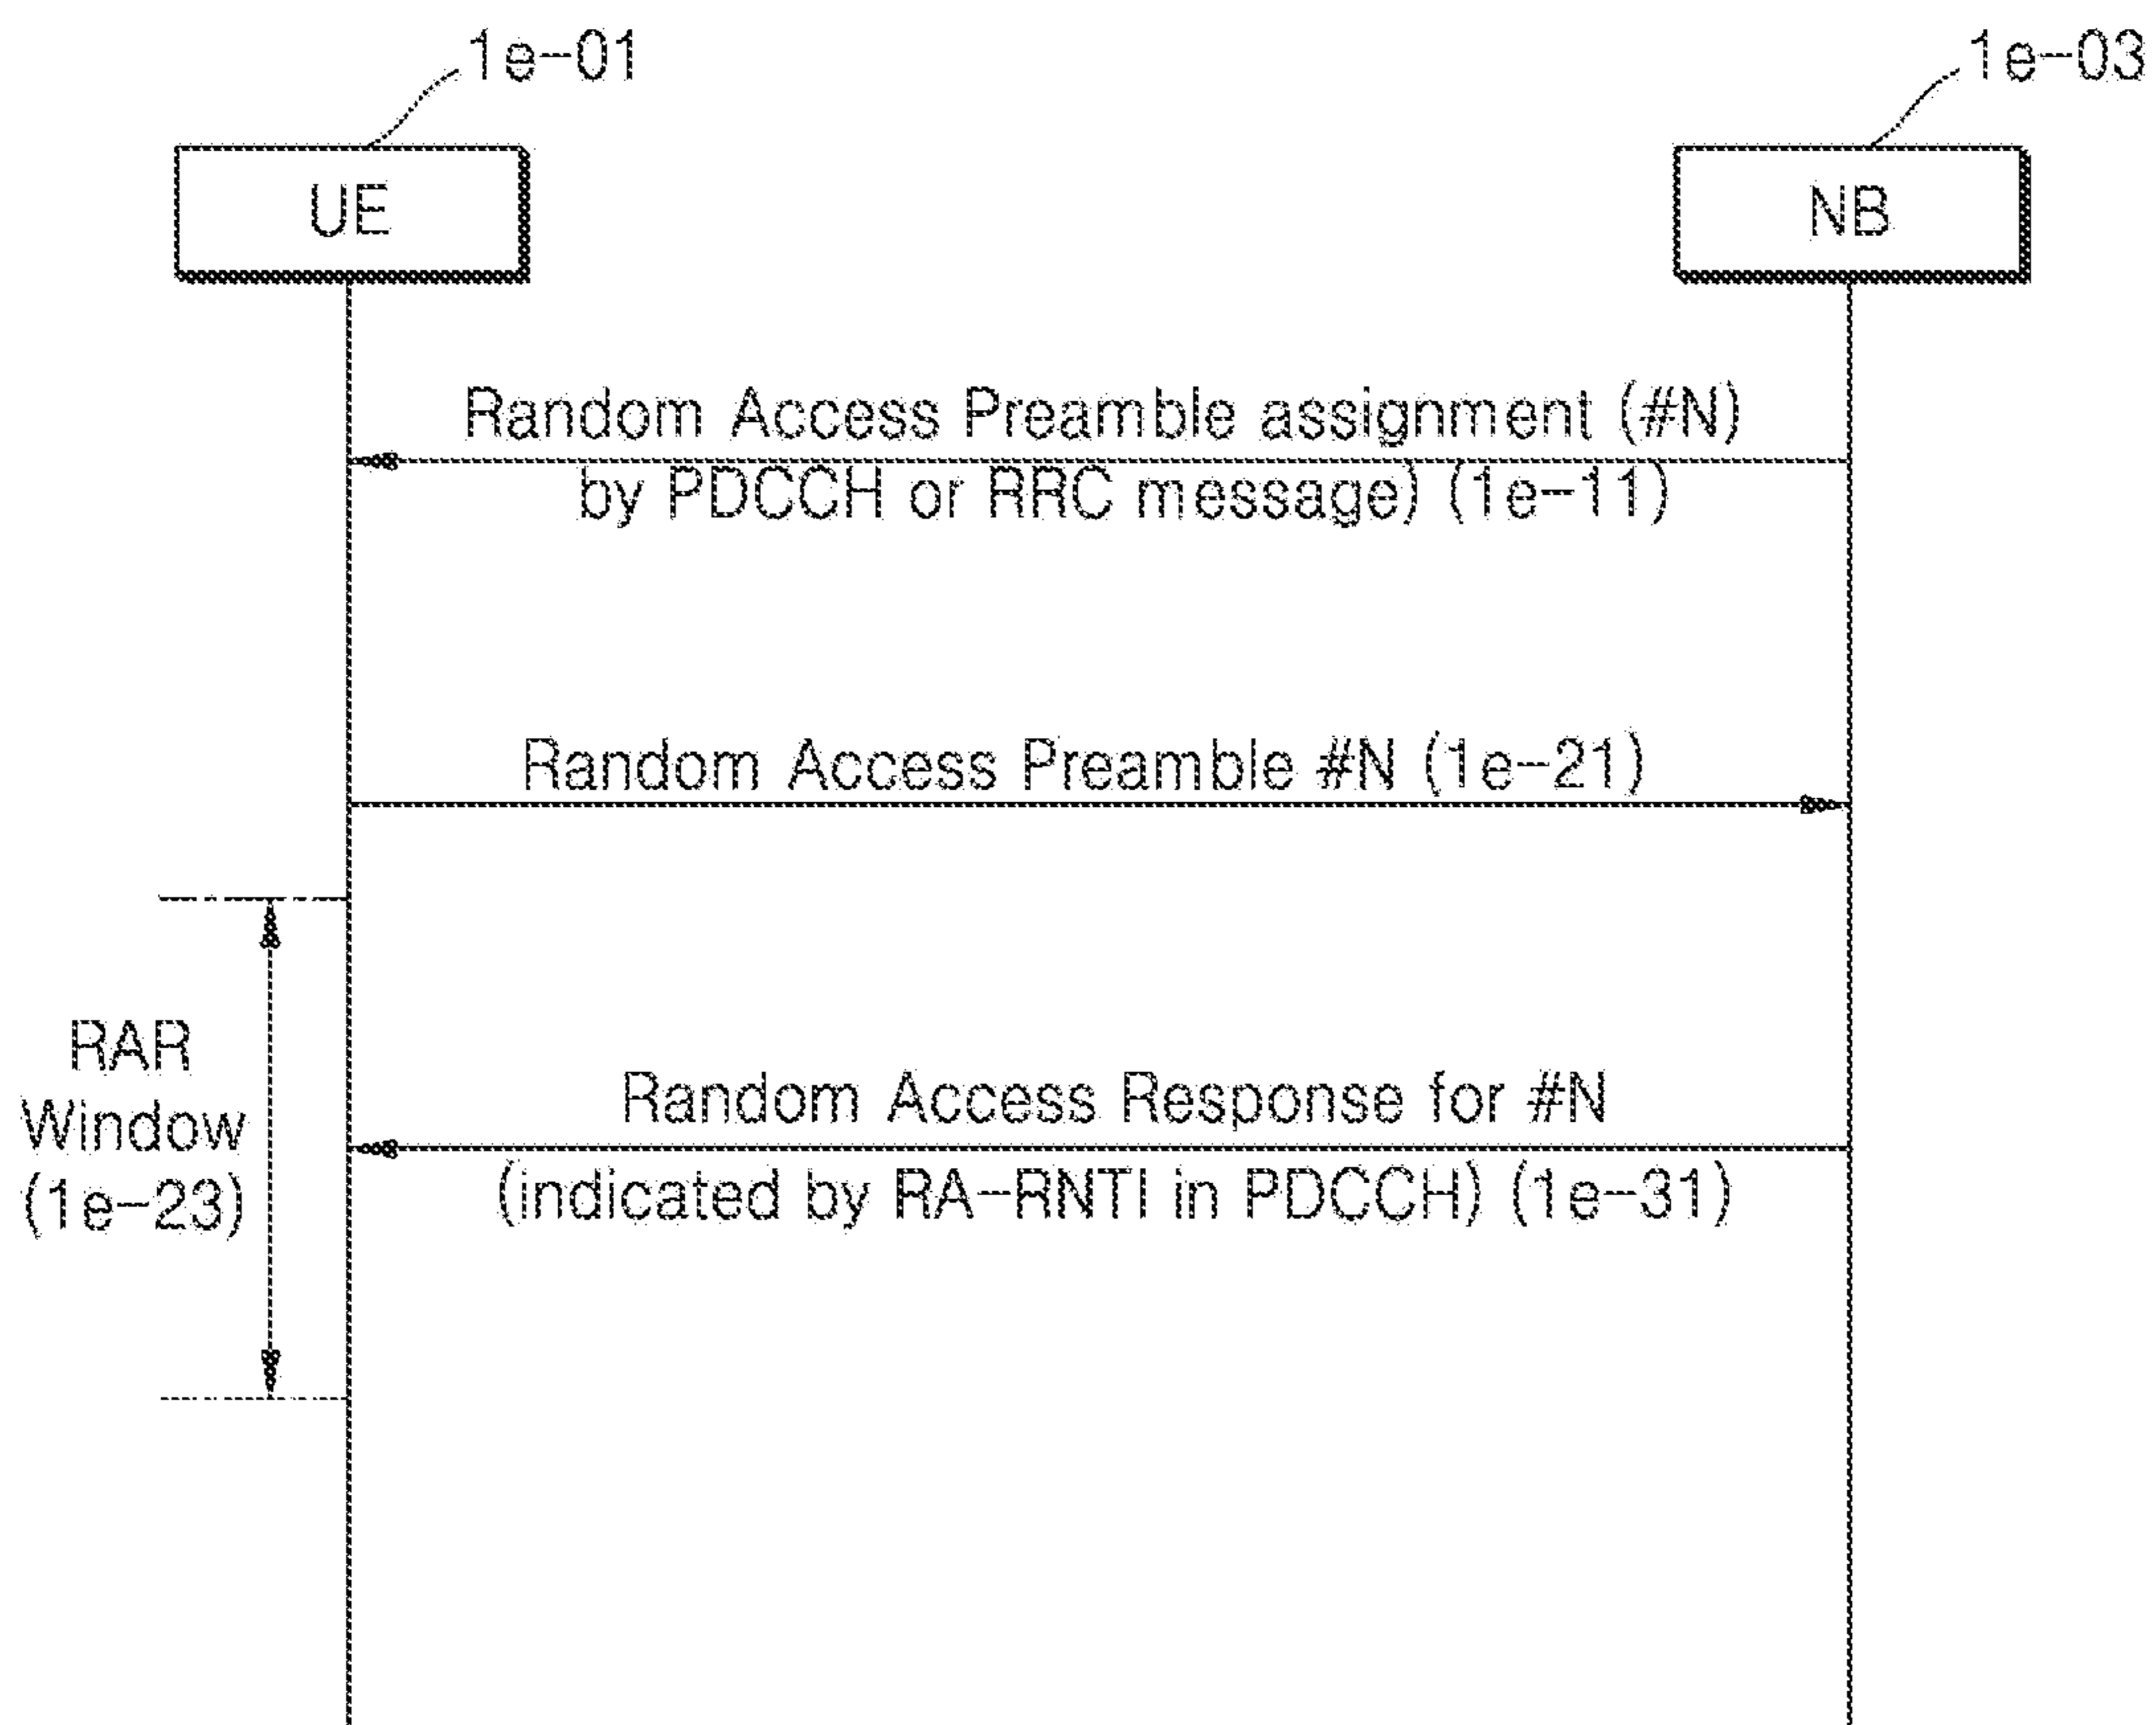 1e-01
1e-03
UE
NB
Random Access Preamble assignment (#N)
by PDCCH or RRC message) (1e-11)
Random Access Preamble #N (1e-21)
RAR
Window
(1e-23)
Random Access Response for #N
(indicated by RA-RNTI in PDCCH) (1e-31)